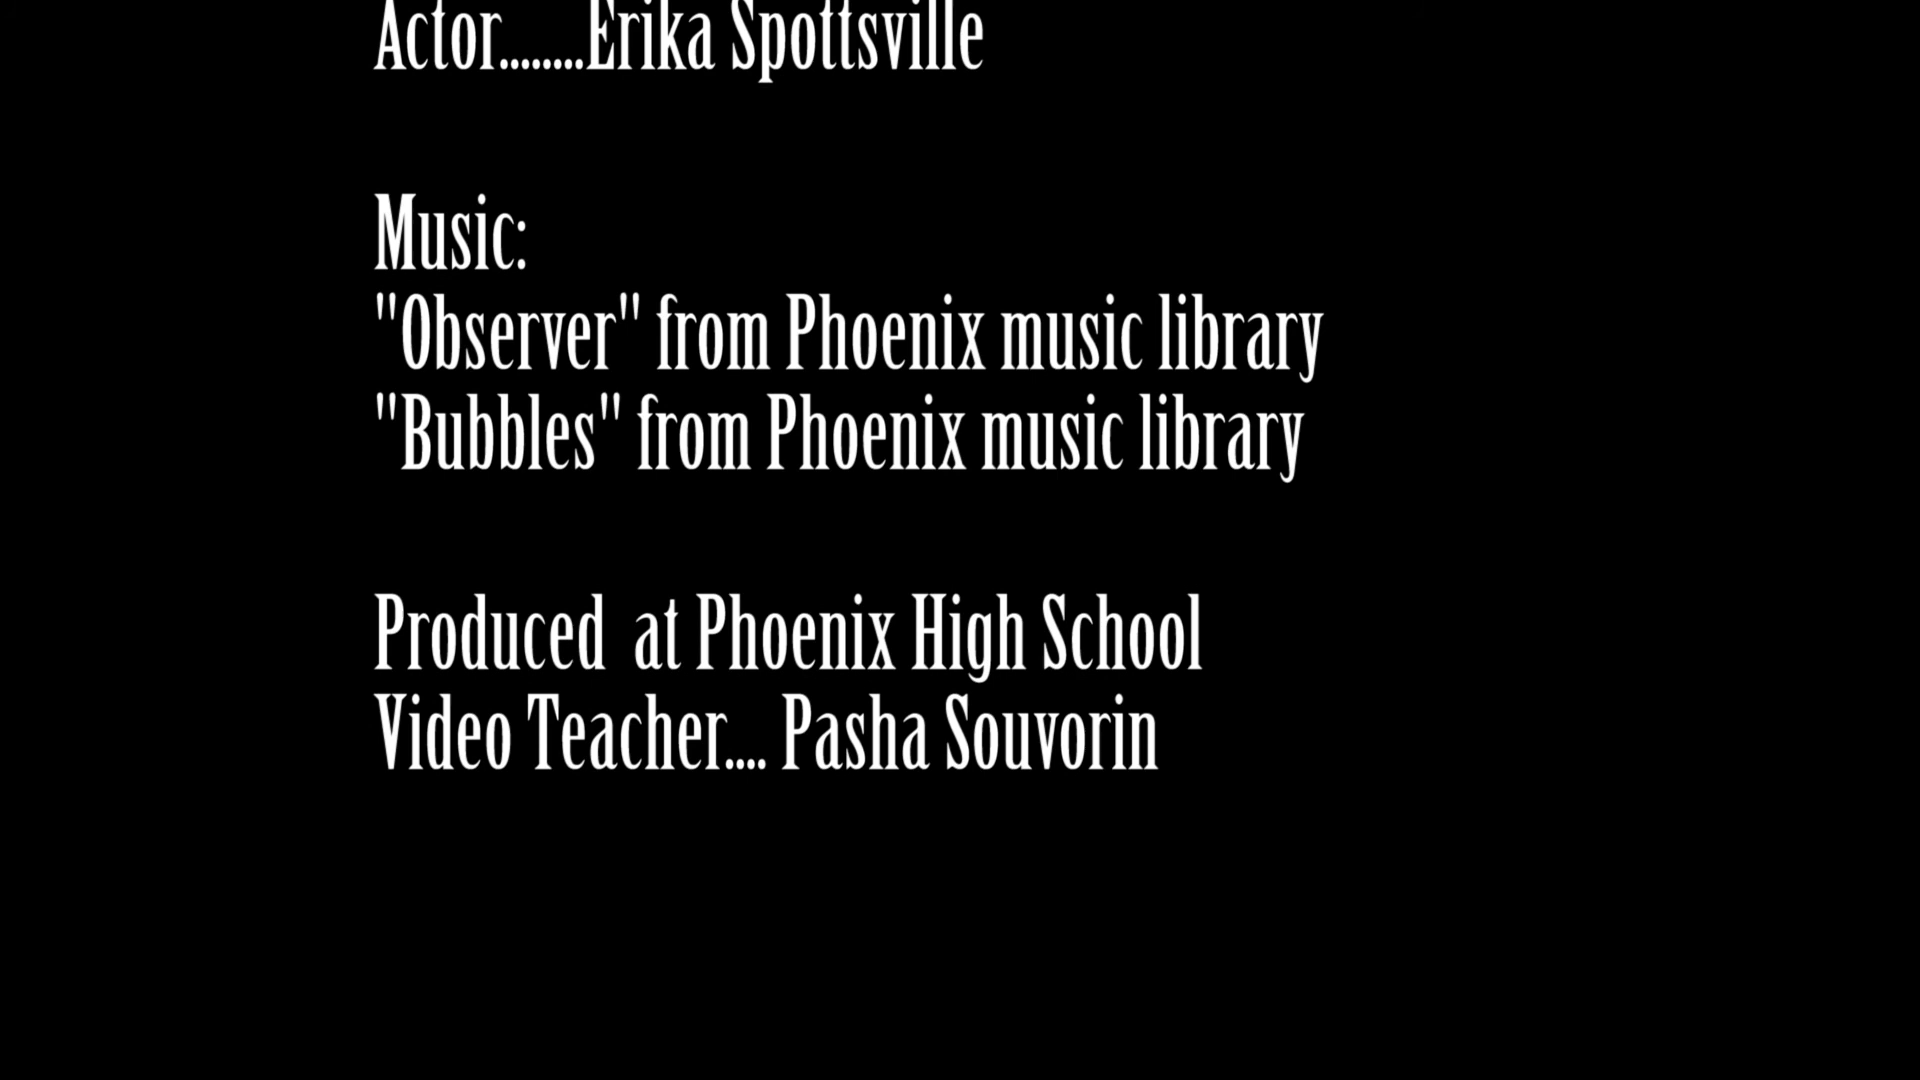 Actor........Erika Spottsville
Music:
"Observer" from Phoenix music library
"Bubbles" from Phoenix music library
Produced  at Phoenix High School
Video Teacher.... Pasha Souvorin